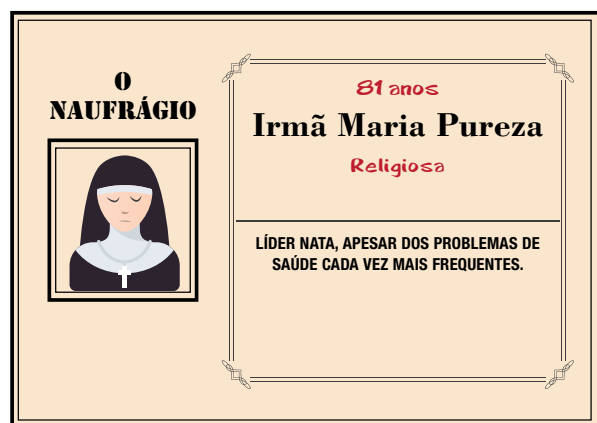 O
NAUFRÁGIO
81 anos
Irmã Maria Pureza
Religiosa
LÍDER NATA, APESAR DOS PROBLEMAS DE
SAÚDE CADA VEZ MAIS FREQUENTES.